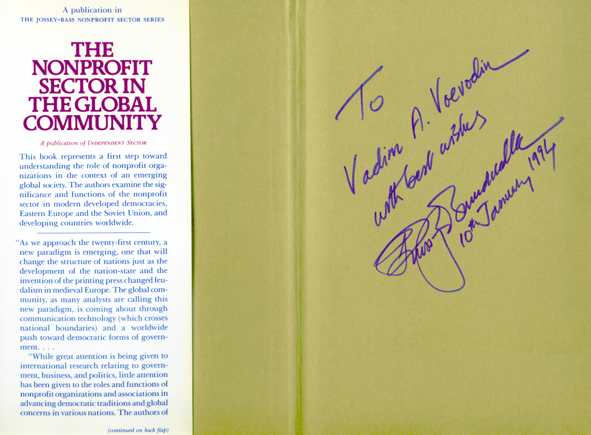 A publication in
THE JOSSEY-BASS NONPROFIT SECTOR SERIES
THE
NONPROFIT
SECTOR IN
THE GLOBAL
COMMUNITY
A publication of INDEPENDENT SECTOR
This book represents a first step toward
understanding the role of nonprofit orga-
nizations in the context of an emerging
global society. The authors examine the sig-
nificance and functions of the nonprofit
sector in modern developed democracies,
Eastern Europe and the Soviet Union, and
developing countries worldwide.
"As we approach the twenty-first century, a
new paradigm is emerging, one that will
change the structure of nations just as the
development of the nation-state and the
invention of the printing press changed feu-
dalism in medieval Europe. The global com-
munity, as many analysts are calling this
new paradigm, is coming about through
communication technology (which crosses
national boundaries) and a worldwide
push toward democratic forms of govern-
ment. . . .
"While great attention is being given to
international research relating to govern-
ment, business, and politics, little attention
has been given to the roles and functions of
nonprofit organizations and associations in
advancing democratic traditions and global
concerns in various nations. The authors of
(continued on back flap)
To
Vadim A. Voevodin
with best wishes
10th January 1994